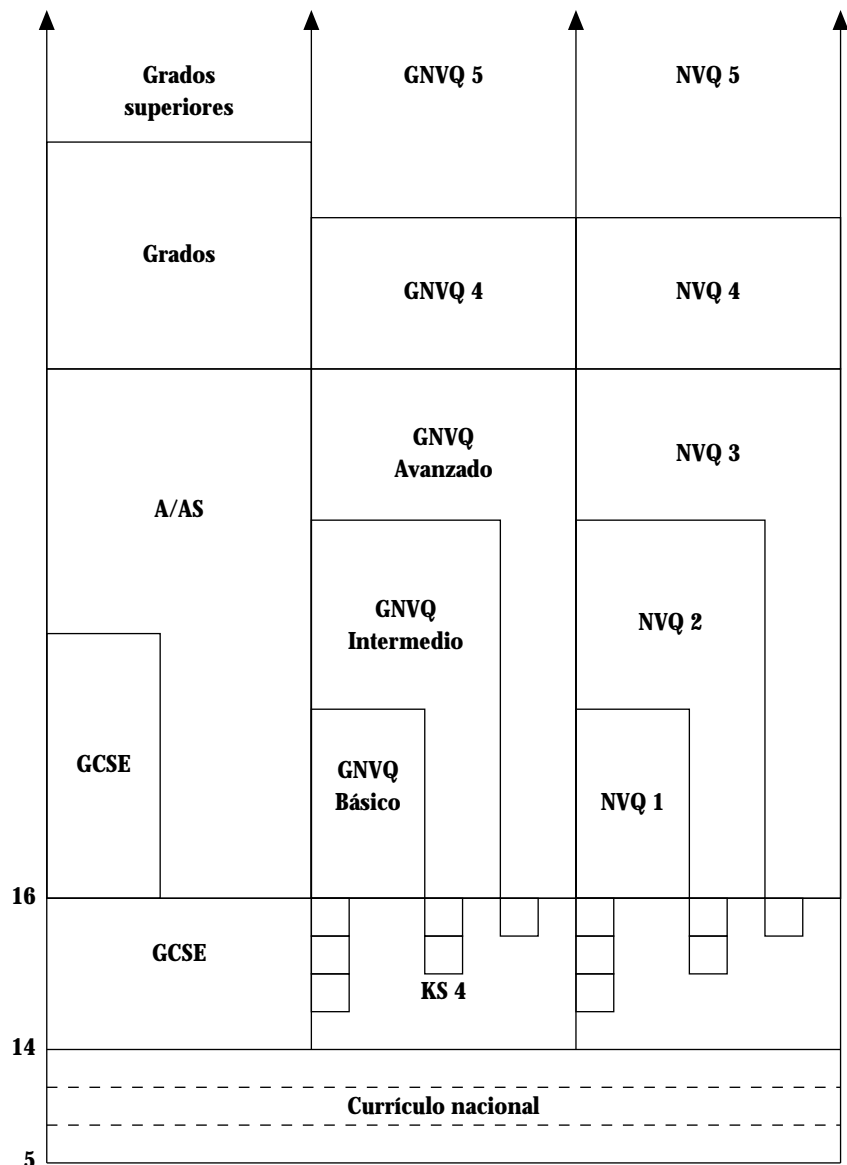 Grados
superiores
GNVQ 5
NVQ 5
Grados
GNVQ 4
NVQ 4
GNVQ
Avanzado
NVQ 3
A/AS
GNVQ
Intermedio
NVQ 2
GCSE
GNVQ
Básico
NVQ 1
16
GCSE
KS 4
14
Currículo nacional
5